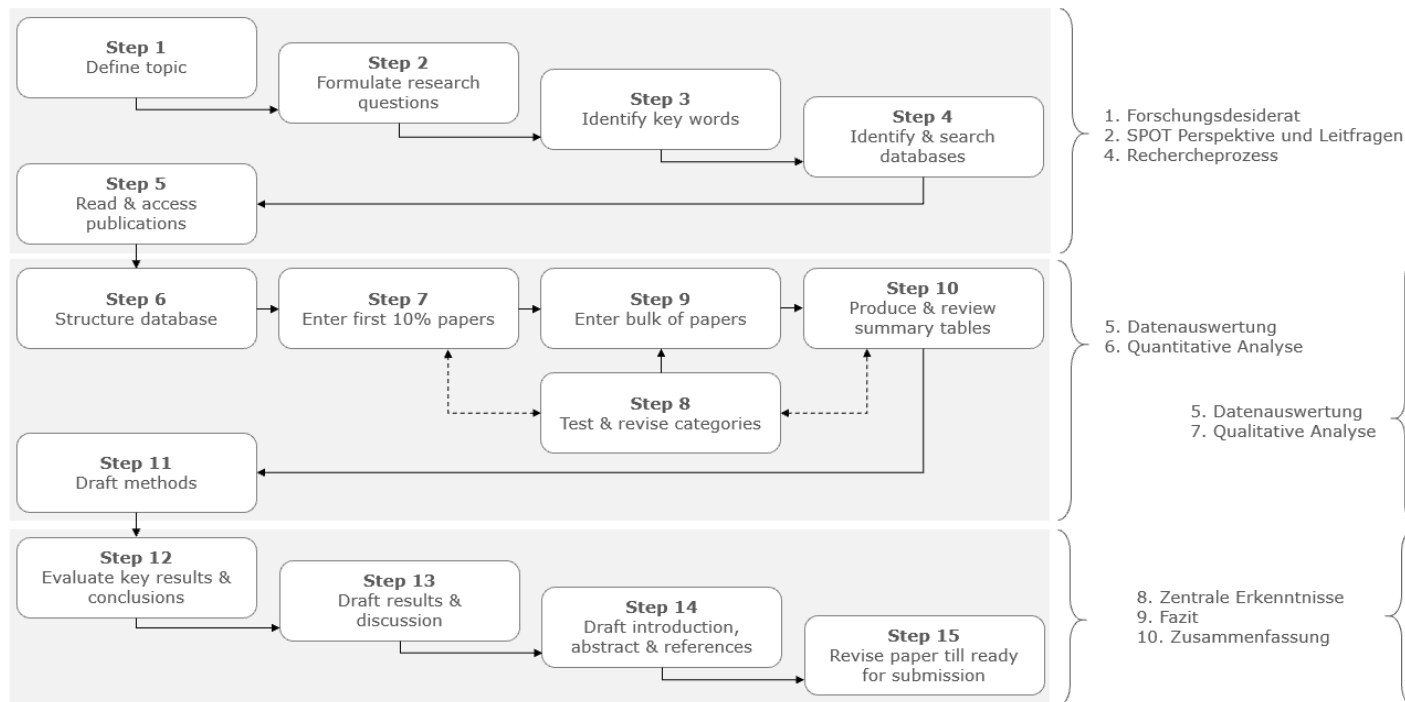 Step 1
Define topic
Step 2
Formulate research
questions
Step 3
Identify key words
Step 4
Identify & search
databases
Step 5
Read & access
publications
1. Forschungsdesiderat
2. SPOT Perspektive und Leitfragen
4. Rechercheprozess
Step 6
Structure database
Step 7
Enter first 10% papers
Step 9
Enter bulk of papers
Step 10
Produce & review
summary tables
Step 8
Test & revise categories
Step 11
Draft methods
5. Datenauswertung
6. Quantitative Analyse
5. Datenauswertung
7. Qualitative Analyse
Step 12
Evaluate key results &
conclusions
Step 13
Draft results &
discussion
Step 14
Draft introduction,
abstract & references
Step 15
Revise paper till ready
for submission
8. Zentrale Erkenntnisse
9. Fazit
10. Zusammenfassung